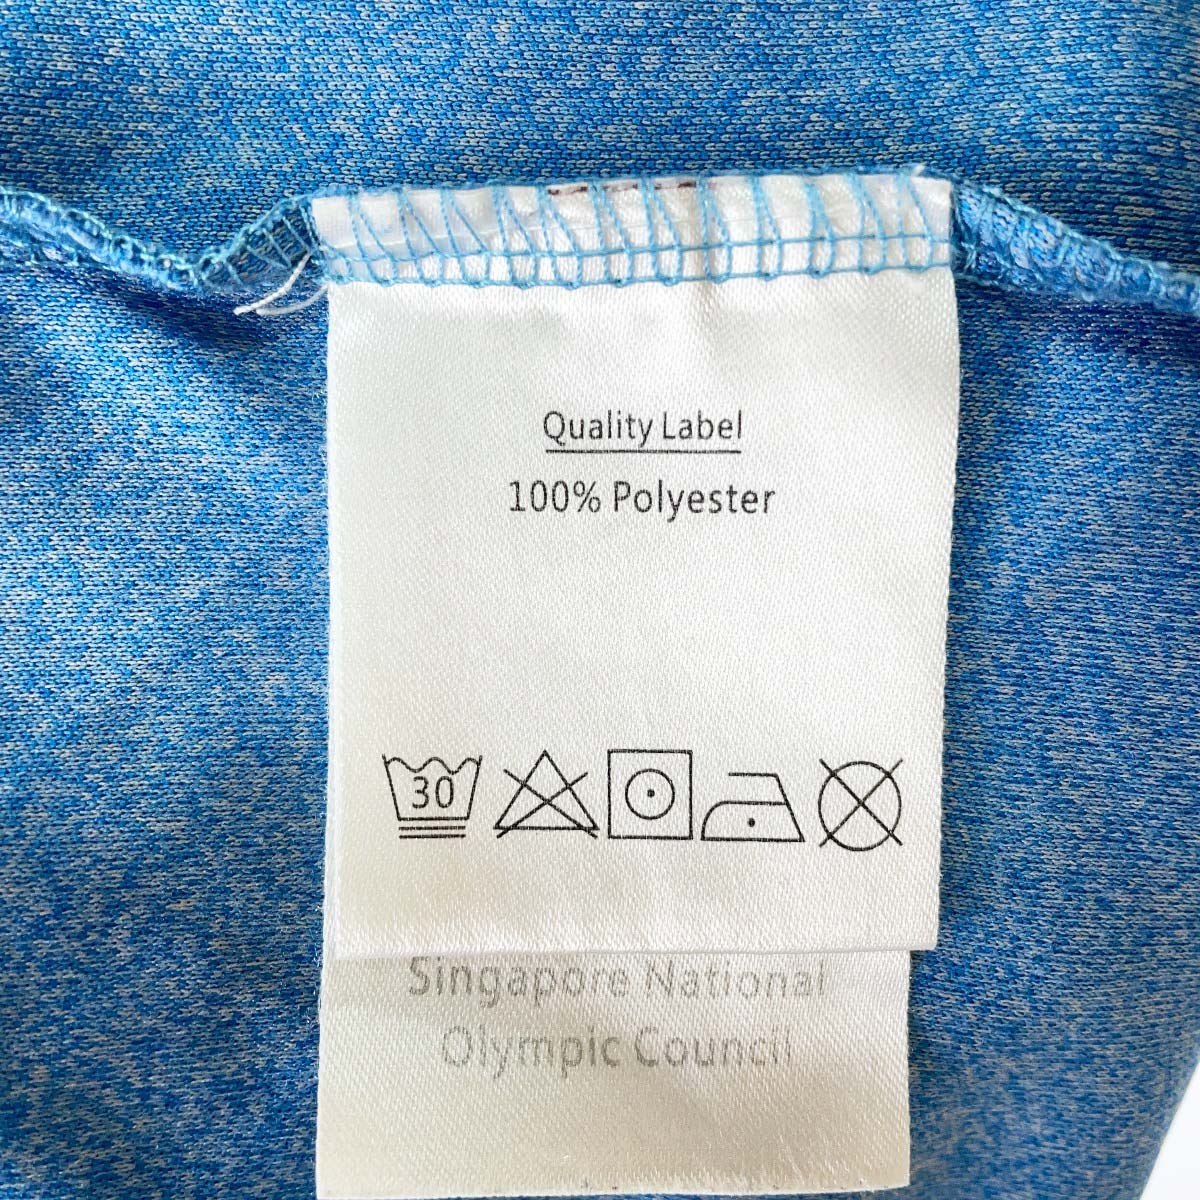 Quality Label
100% Polyester
30
Singapore National
Olympic Council